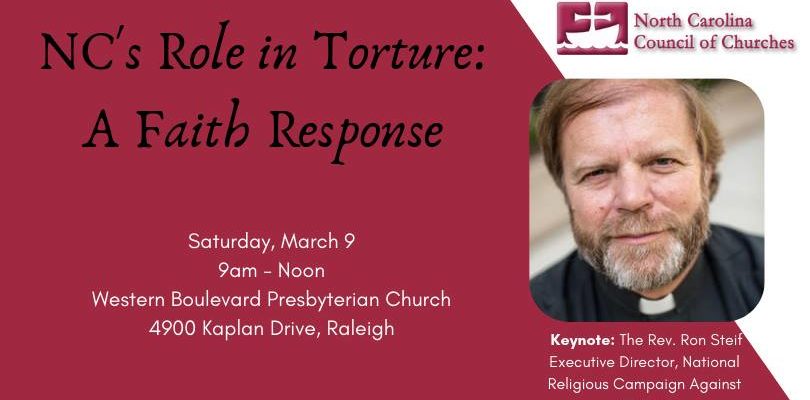 NC's Role in Torture:
A Faith Response
North Carolina
Council of Churches
Saturday, March 9
9am - Noon
Western Boulevard Presbyterian Church
4900 Kaplan Drive, Raleigh
Keynote: The Rev. Ron Steif
Executive Director, National
Religious Campaign Against